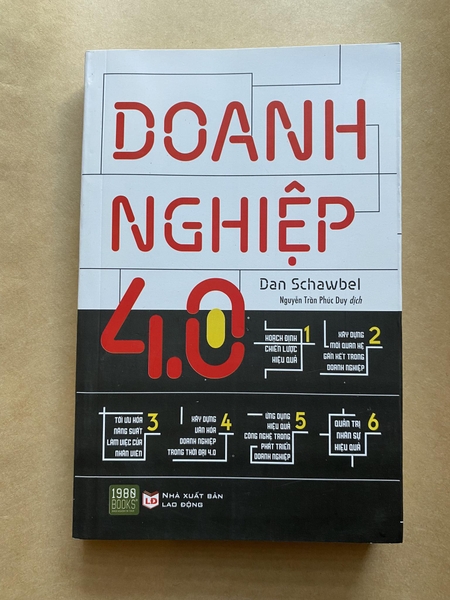 DOANH
NGHIỆP
4.0
Dan Schawbel
Nguyễn Trần Phúc Duy dịch
HOẠCH ĐỊNH
CHIẾN LƯỢC
HIỆU QUẢ
1
XÂY DỰNG
MỐI QUAN HỆ
GẮN KẾT TRONG
DOANH NGHIỆP
2
TỐI ƯU HÓA
NĂNG SUẤT
LÀM VIỆC CỦA
NHÂN VIÊN
3
XÂY DỰNG
VĂN HÓA
DOANH NGHIỆP
TRONG THỜI ĐẠI 4.0
4
ỨNG DỤNG
HIỆU QUẢ
CÔNG NGHỆ TRONG
PHÁT TRIỂN
DOANH NGHIỆP
5
QUẢN TRỊ
NHÂN SỰ
HIỆU QUẢ
6
1980
BOOKS
LĐ
NHÀ XUẤT BẢN
LAO ĐỘNG